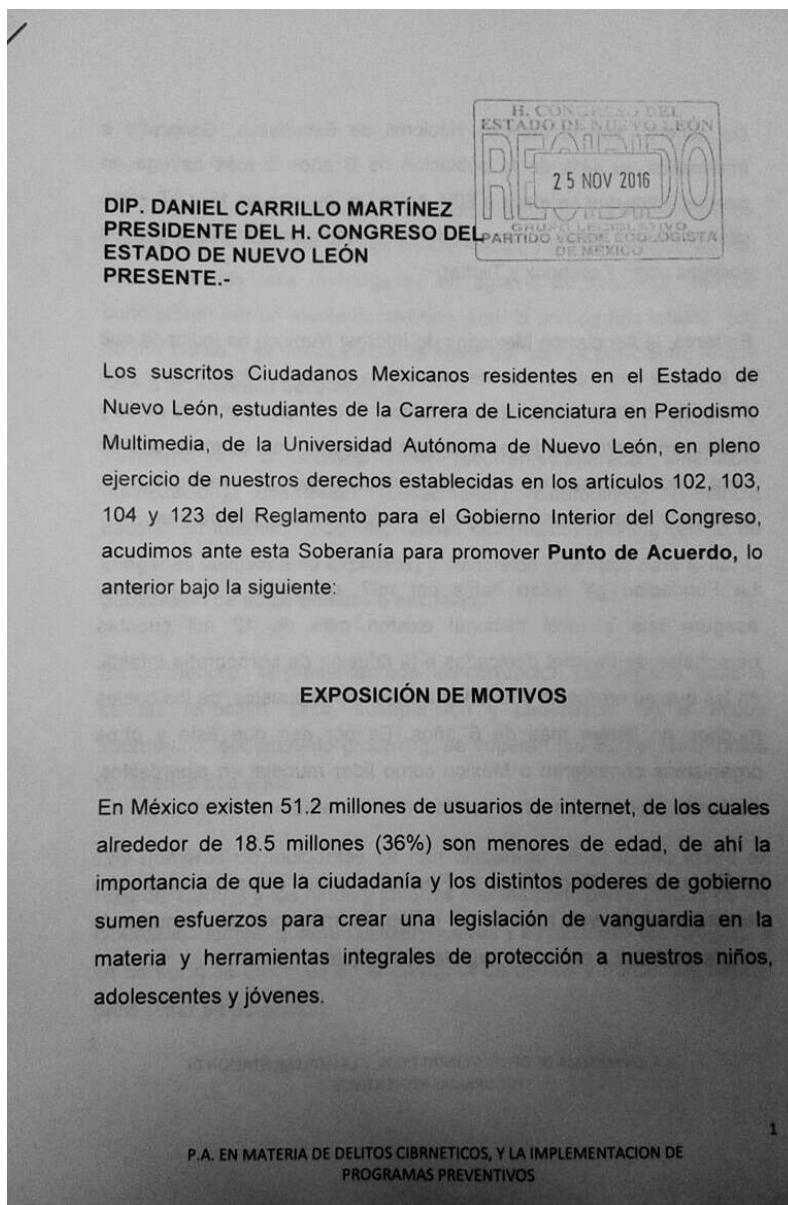 H. CONGRESO DEL
ESTADO DE NUEVO LEÓN
RECIBIDO
25 NOV 2016
GRUPO LEGISLATIVO
PARTIDO VERDE ECOLOGISTA
DE MÉXICO
DIP. DANIEL CARRILLO MARTÍNEZ
PRESIDENTE DEL H. CONGRESO DEL
ESTADO DE NUEVO LEÓN
PRESENTE.-
Los suscritos Ciudadanos Mexicanos residentes en el Estado de
Nuevo León, estudiantes de la Carrera de Licenciatura en Periodismo
Multimedia, de la Universidad Autónoma de Nuevo León, en pleno
ejercicio de nuestros derechos establecidas en los artículos 102, 103,
104 y 123 del Reglamento para el Gobierno Interior del Congreso,
acudimos ante esta Soberanía para promover Punto de Acuerdo, lo
anterior bajo la siguiente:
EXPOSICIÓN DE MOTIVOS
En México existen 51.2 millones de usuarios de internet, de los cuales
alrededor de 18.5 millones (36%) son menores de edad, de ahí la
importancia de que la ciudadanía y los distintos poderes de gobierno
sumen esfuerzos para crear una legislación de vanguardia en la
materia y herramientas integrales de protección a nuestros niños,
adolescentes y jóvenes.
1
P.A. EN MATERIA DE DELITOS CIBRNETICOS, Y LA IMPLEMENTACION DE
PROGRAMAS PREVENTIVOS